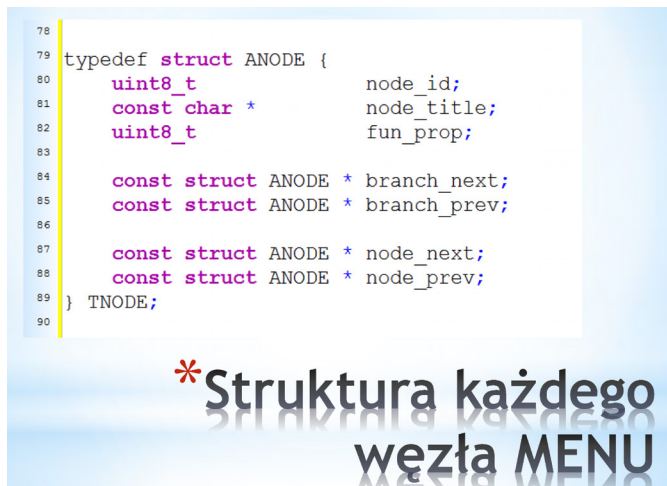 78
79 typedef struct ANODE {
80 uint8_t node_id;
81 const char * node_title;
82 uint8_t fun_prop;
83
84 const struct ANODE * branch_next;
85 const struct ANODE * branch_prev;
86
87 const struct ANODE * node_next;
88 const struct ANODE * node_prev;
89 } TNODE;
90
*Struktura każdego
węzła MENU